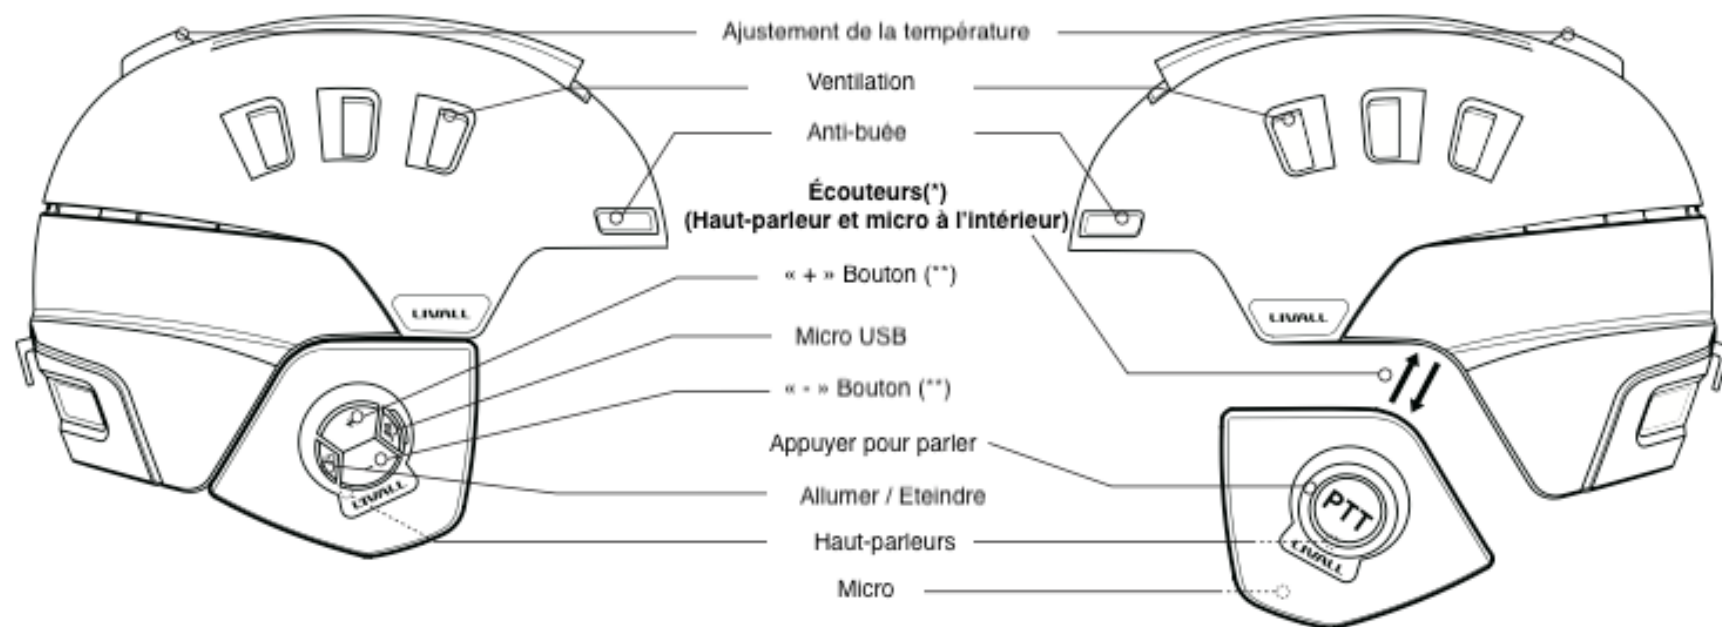 Ajustement de la température
Ventilation
Anti-buée
Écouteurs(*)
(Haut-parleur et micro à l'intérieur)
« + » Bouton (**)
LIVALL
LIVALL
Micro USB
« - » Bouton (**)
Appuyer pour parler
Allumer / Eteindre
LIVALL
PTT
Haut-parleurs
LIVALL
Micro